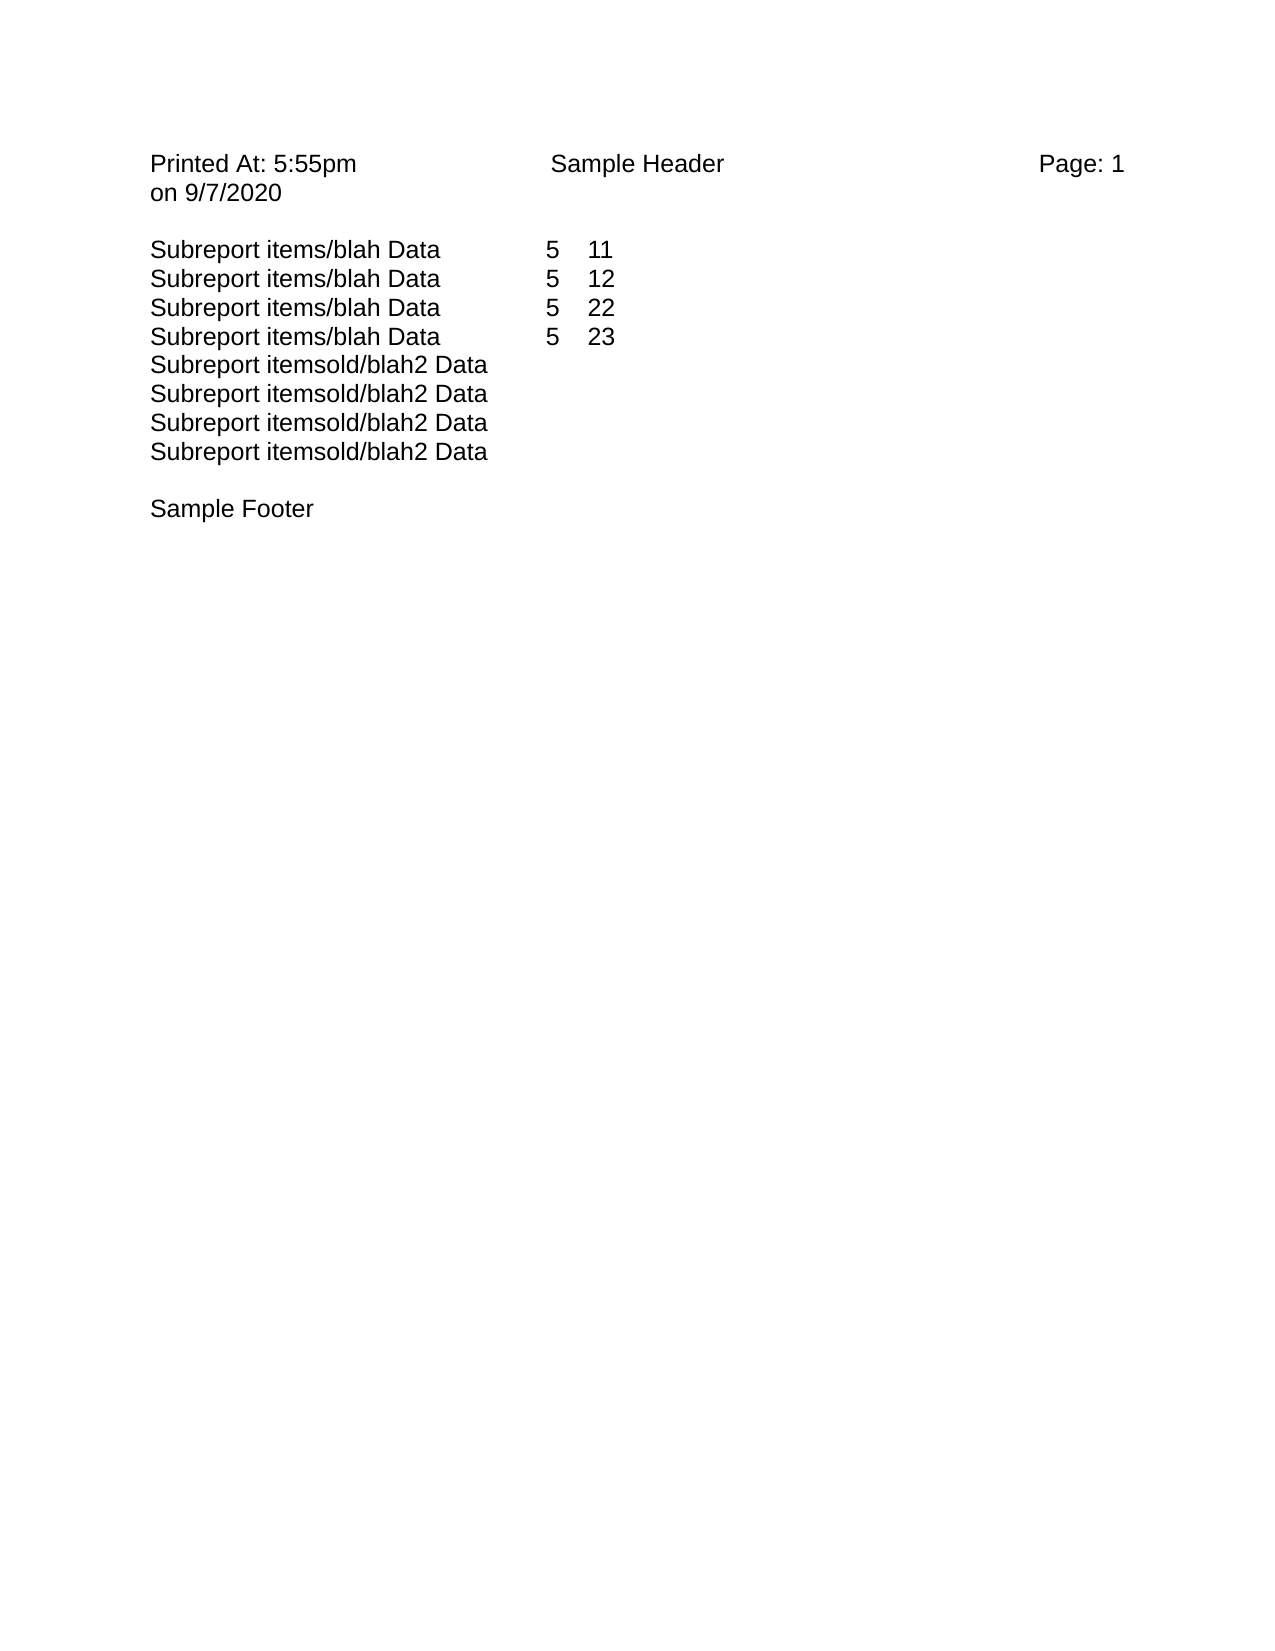 Printed At: 5:55pm Sample Header Page: 1
on 9/7/2020
Subreport items/blah Data 5 11
Subreport items/blah Data 5 12
Subreport items/blah Data 5 22
Subreport items/blah Data 5 23
Subreport itemsold/blah2 Data
Subreport itemsold/blah2 Data
Subreport itemsold/blah2 Data
Subreport itemsold/blah2 Data
Sample Footer